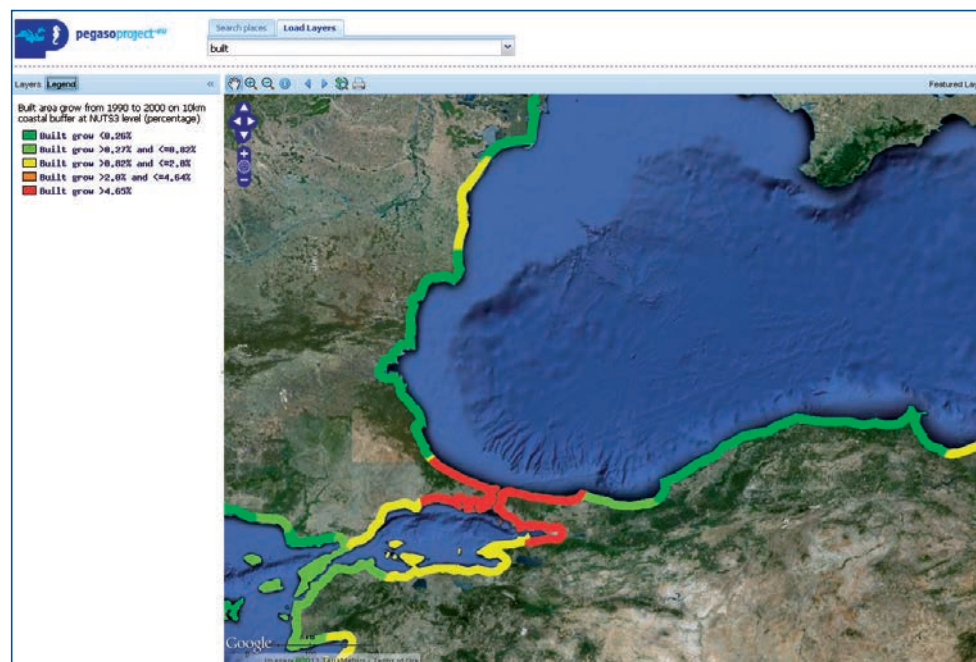 pegasoproject-eu
Search places
Load Layers
built
Layers Legend
«
Featured Lay
Built area grow from 1990 to 2000 on 10km
coastal buffer at NUTS3 level (percentage)
Built grow <0.26%
Built grow >0.27% and <=0.82%
Built grow >0.82% and <=2.0%
Built grow >2.0% and <=4.64%
Built grow >4.65%
Google